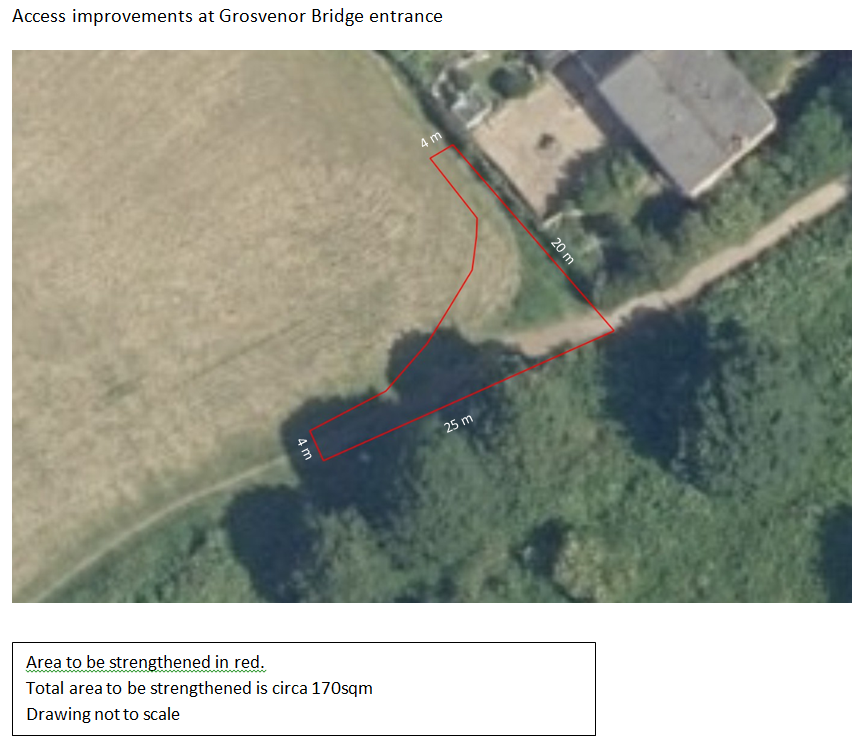 Access improvements at Grosvenor Bridge entrance
4 m
20 m
25 m
4 m
Area to be strengthened in red.
Total area to be strengthened is circa 170sqm
Drawing not to scale